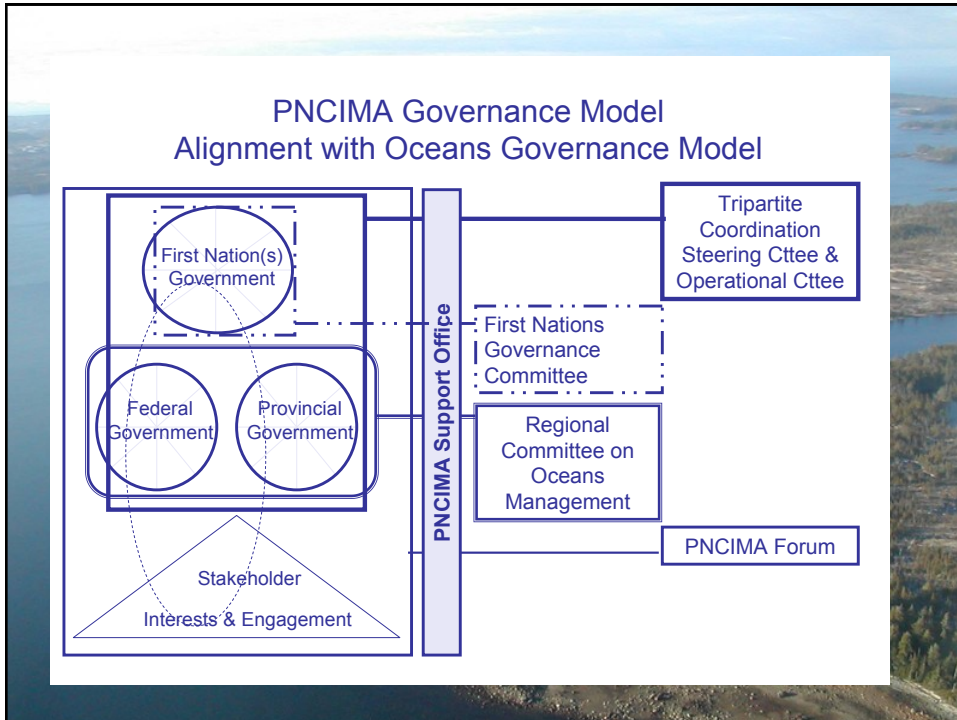 PNCIMA Governance Model
Alignment with Oceans Governance Model
First Nation(s)
Government
Federal
Government
Provincial
Government
Stakeholder
Interests & Engagement
PNCIMA Support Office
Tripartite
Coordination
Steering Cttee &
Operational Cttee
First Nations
Governance
Committee
Regional
Committee on
Oceans
Management
PNCIMA Forum